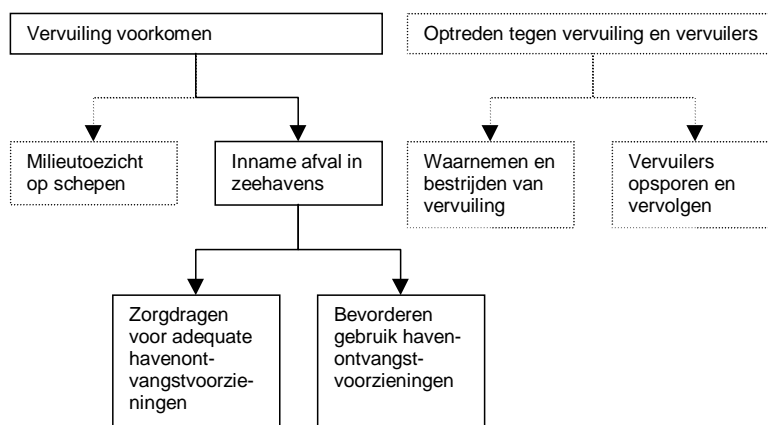 Vervuiling voorkomen
Optreden tegen vervuiling en vervuilers
Milieutoezicht
op schepen
Inname afval in
zeehavens
Waarnemen en
bestrijden van
vervuiling
Vervuilers
opsporen en
vervolgen
Zorgdragen
voor adequate
havenont-
vangstvoorzie-
ningen
Bevorderen
gebruik haven-
ontvangst-
voorzieningen